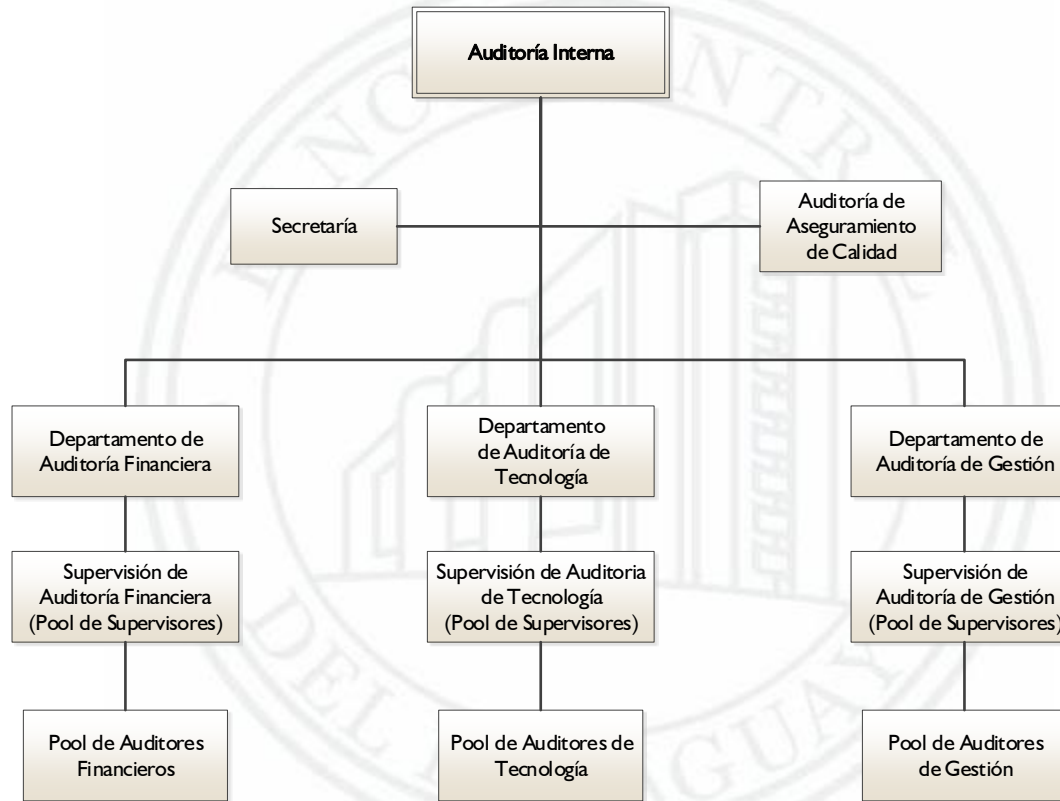 Auditoría Interna
Secretaría
Auditoría de
Aseguramiento
de Calidad
Departamento de
Auditoría Financiera
Departamento
de Auditoría de
Tecnología
Departamento de
Auditoría de Gestión
Supervisión de
Auditoría Financiera
(Pool de Supervisores)
Supervisión de Auditoria
de Tecnología
(Pool de Supervisores)
Supervisión de
Auditoría de Gestión
(Pool de Supervisores)
Pool de Auditores
Financieros
Pool de Auditores de
Tecnología
Pool de Auditores
de Gestión